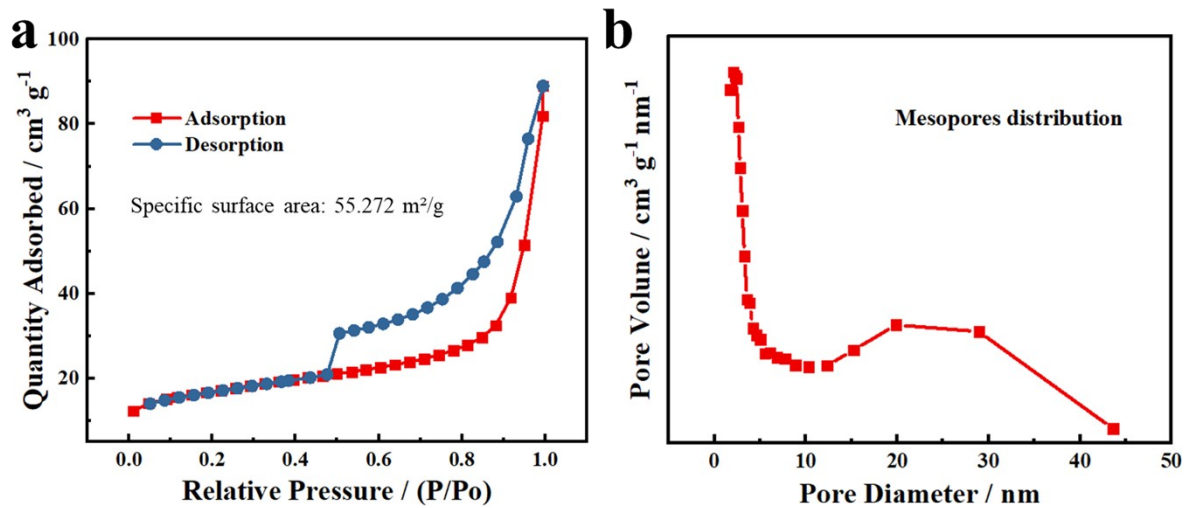 a
100
80
60
40
20
Quantity Adsorbed / cm³ g⁻¹
Adsorption
Desorption
Specific surface area: 55.272 m²/g
0.0 0.2 0.4 0.6 0.8 1.0
Relative Pressure / (P/Po)
b
Pore Volune / cm³ g⁻¹ nm⁻¹
Mesopores distribution
0 10 20 30 40 50
Pore Diameter / nm